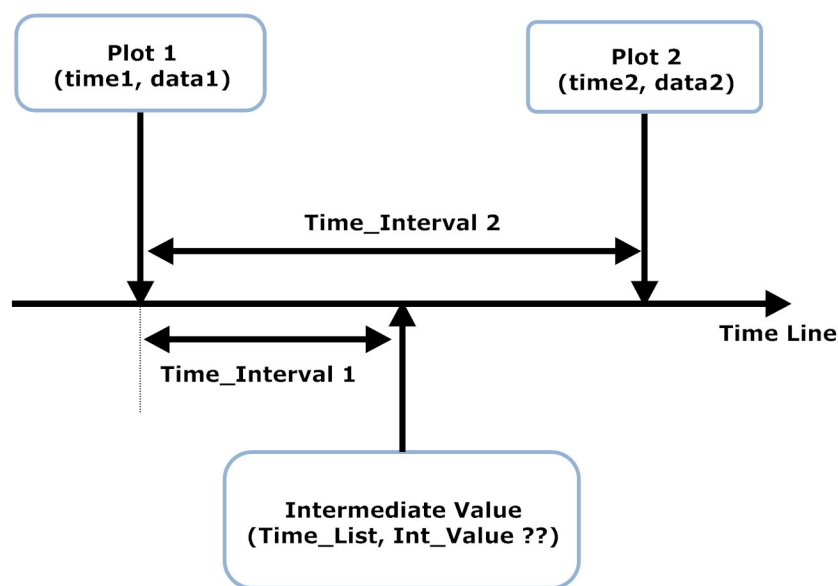 Plot 1
(time1, data1)
Plot 2
(time2, data2)
Time_Interval 2
Time Line
Time_Interval 1
Intermediate Value
(Time_List, Int_Value ??)